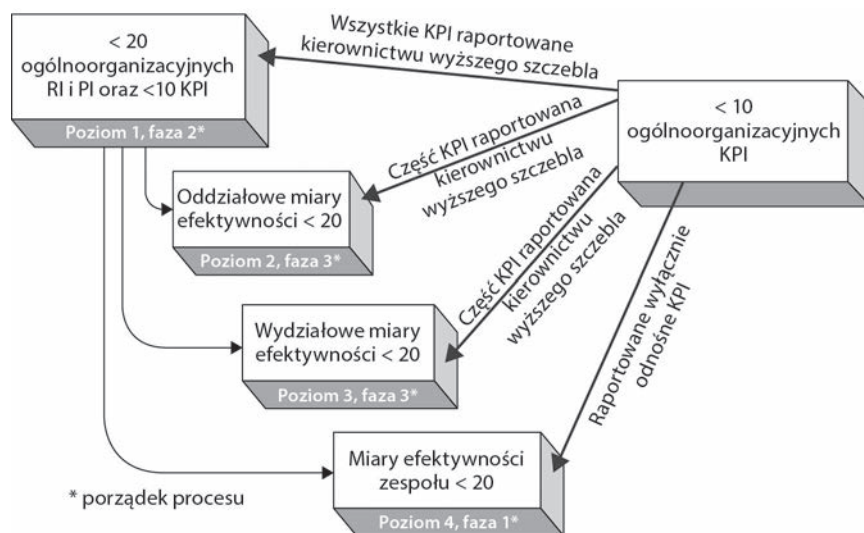 < 20
ogólnoorganizacyjnych
RI i PI oraz <10 KPI
Poziom 1, faza 2*
Wszystkie KPI raportowane
kierownictwu wyższego szczebla
< 10
ogólnoorganizacyjnych
KPI
Część KPI raportowana
kierownictwu
wyższego szczebla
Oddziałowe miary
efektywności < 20
Poziom 2, faza 3*
Część KPI raportowana
kierownictwu
wyższego szczebla
Wydziałowe miary
efektywności < 20
Poziom 3, faza 3*
Raportowane wyłącznie
odnośne KPI
Miary efektywności
zespołu < 20
Poziom 4, faza 1*
* porządek procesu